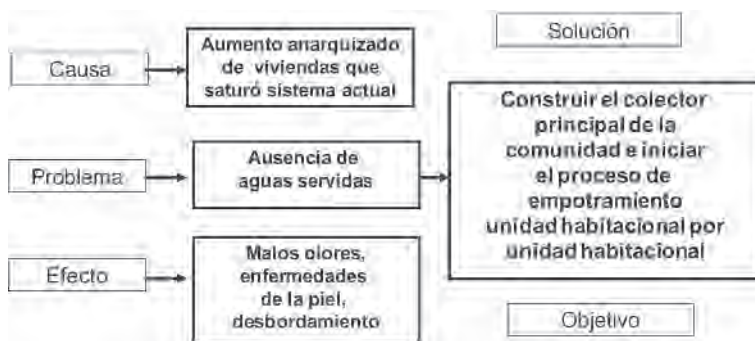 Solución
Causa
Aumento anarquizado
de viviendas que
saturó sistema actual
Construir el colector
principal de la
comunidad e iniciar
el proceso de
empotramiento
unidad habitacional por
unidad habitacional
Problema
Ausencia de
aguas servidas
Efecto
Malos olores,
enfermedades
de la piel,
desbordamiento
Objetivo